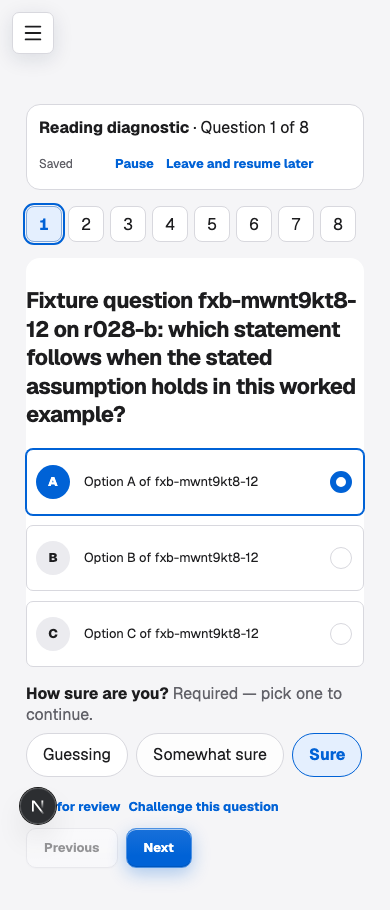 Reading diagnostic · Question 1 of 8
Saved Pause Leave and resume later
1 2 3 4 5 6 7 8
Fixture question fxb-mwnt9kt8-
12 on r028-b: which statement
follows when the stated
assumption holds in this worked
example?
A Option A of fxb-mwnt9kt8-12
B Option B of fxb-mwnt9kt8-12
C Option C of fxb-mwnt9kt8-12
How sure are you? Required — pick one to
continue.
Guessing Somewhat sure Sure
N for review Challenge this question
Previous Next